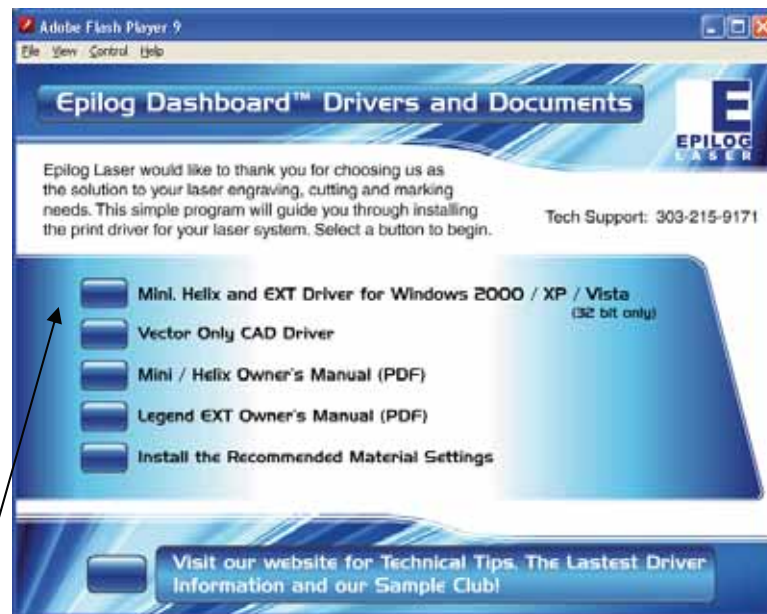 Adobe Flash Player 9
File View Control Help
Epilog Dashboard™ Drivers and Documents
EPILOG
LASER
Epilog Laser would like to thank you for choosing us as
the solution to your laser engraving, cutting and marking
needs. This simple program will guide you through installing
the print driver for your laser system. Select a button to begin.
Tech Support: 303-215-9171
Mini, Helix and EXT Driver for Windows 2000 / XP / Vista
(32 bit only)
Vector Only CAD Driver
Mini / Helix Owner's Manual (PDF)
Legend EXT Owner's Manual (PDF)
Install the Recommended Material Settings
Visit our website for Technical Tips, The Lastest Driver
Information and our Sample Club!